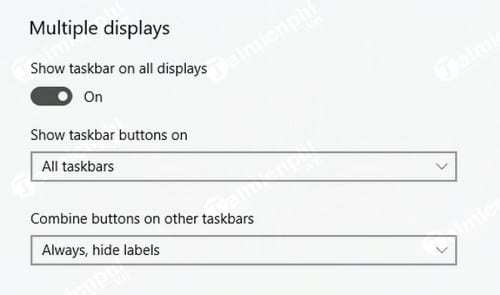 Multiple displays
Show taskbar on all displays
On
Show taskbar buttons on
All taskbars
Combine buttons on other taskbars
Always, hide labels